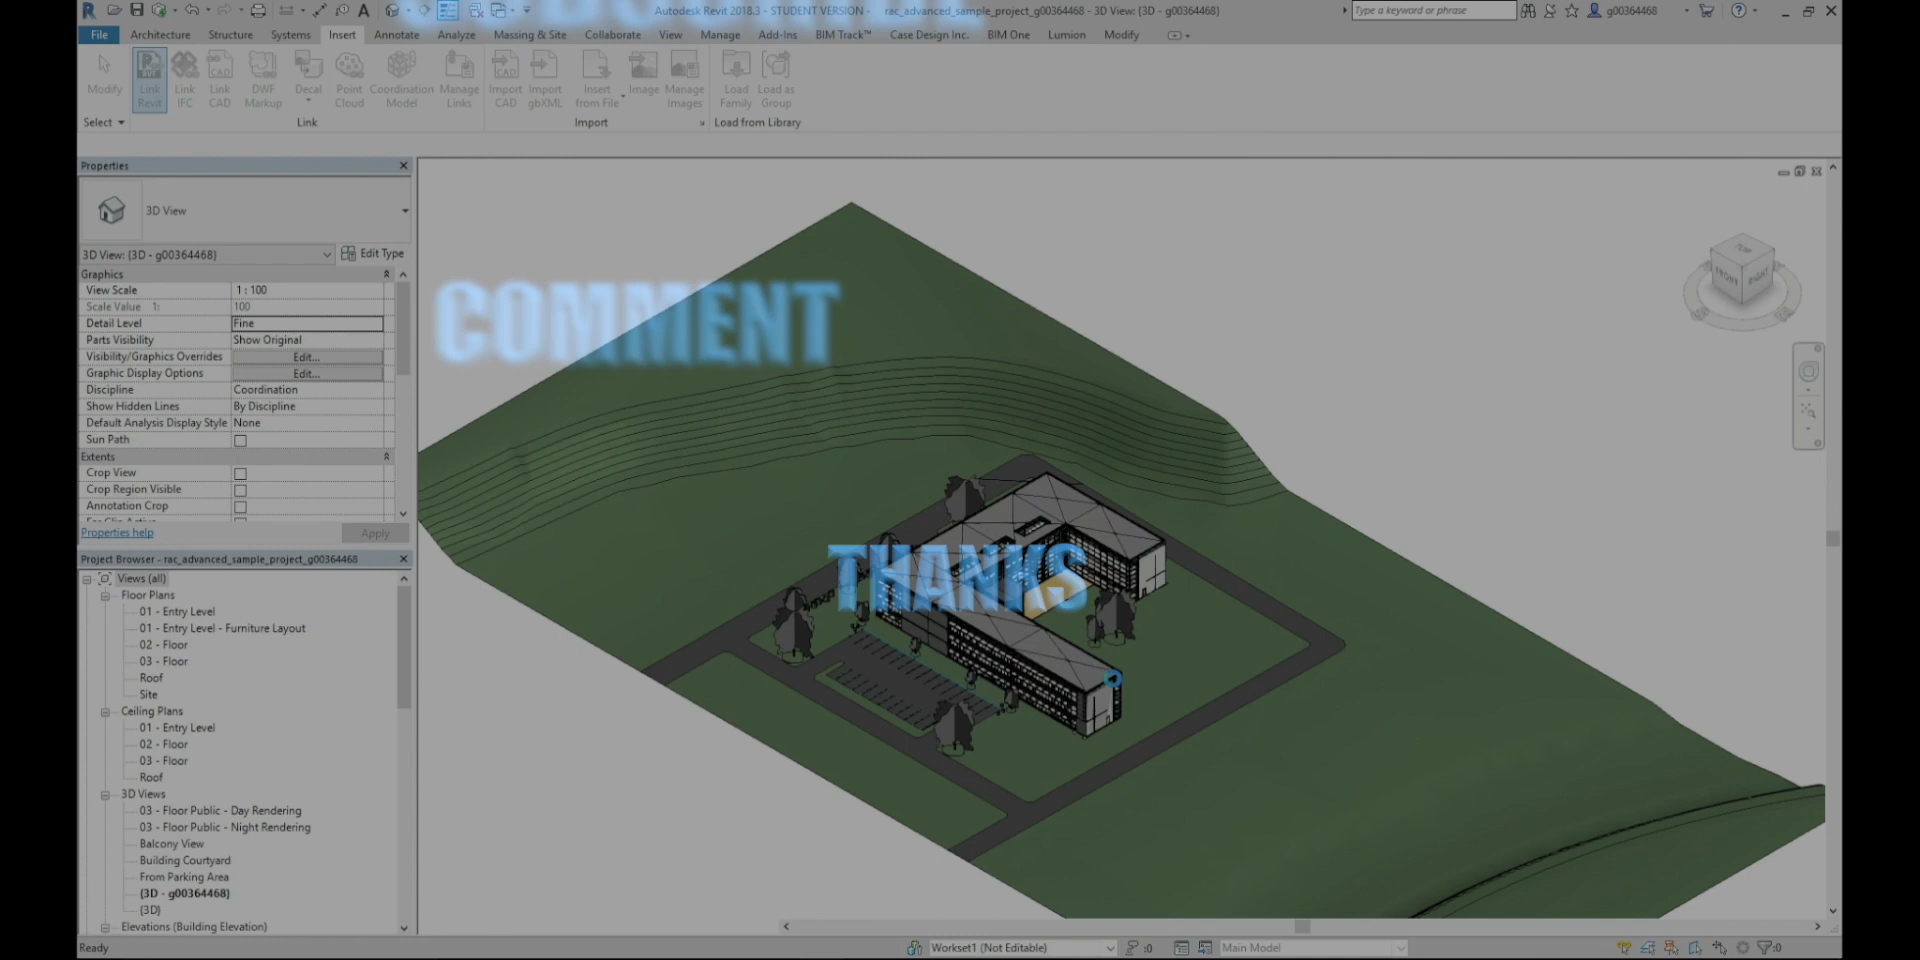 Autodesk Revit 2018.3 - STUDENT VERSION - rac_advanced_sample_project_g00364468 - 3D View: {3D - g00364468}
Type a keyword or phrase
g00364468
File Architecture Structure Systems Insert Annotate Analyze Massing & Site Collaborate View Manage Add-Ins BIM Track™ Case Design Inc. BIM One Lumion Modify
Modify
Link Revit
Link IFC
Link CAD
DWF Markup
Decal
Point Cloud
Coordination Model
Manage Links
Import CAD
Import gbXML
Insert from File
Image
Manage Images
Load Family
Load as Group
Select
Link
Import
Load from Library
Properties
3D View
3D View: {3D - g00364468}
Edit Type
Graphics
View Scale 1 : 100
Scale Value 1: 100
Detail Level Fine
Parts Visibility Show Original
Visibility/Graphics Overrides Edit...
Graphic Display Options Edit...
Discipline Coordination
Show Hidden Lines By Discipline
Default Analysis Display Style None
Sun Path
Extents
Crop View
Crop Region Visible
Annotation Crop
Properties help
Apply
COMMENT
THANKS
TOP
FRONT
RIGHT
Project Browser - rac_advanced_sample_project_g00364468
Views (all)
Floor Plans
01 - Entry Level
01 - Entry Level - Furniture Layout
02 - Floor
03 - Floor
Roof
Site
Ceiling Plans
01 - Entry Level
02 - Floor
03 - Floor
Roof
3D Views
03 - Floor Public - Day Rendering
03 - Floor Public - Night Rendering
Balcony View
Building Courtyard
From Parking Area
{3D - g00364468}
{3D}
Elevations (Building Elevation)
Ready
Workset1 (Not Editable)
:0
Main Model
:0